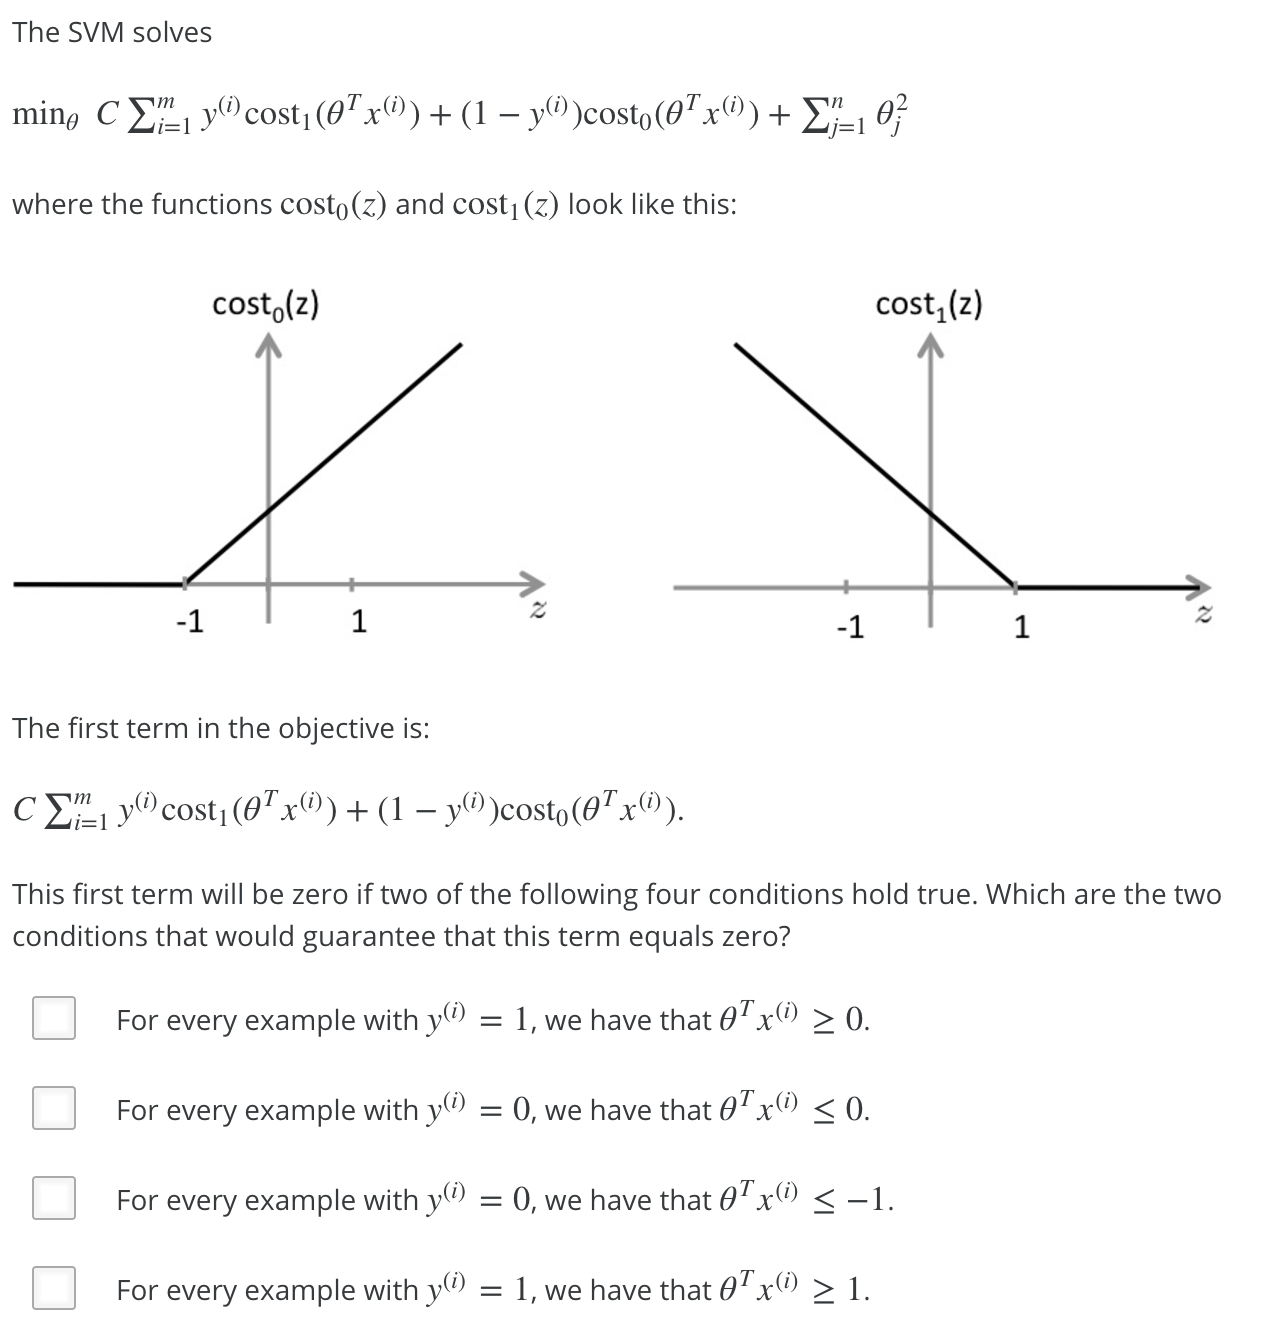 The SVM solves
min_θ C ∑_{i=1}^{m} y^{(i)} cost_1(θ^T x^{(i)}) + (1 − y^{(i)})cost_0(θ^T x^{(i)}) + ∑_{j=1}^{n} θ_j^2
where the functions cost_0(z) and cost_1(z) look like this:
cost_0(z) cost_1(z)
-1 1 z -1 1 z
The first term in the objective is:
C ∑_{i=1}^{m} y^{(i)} cost_1(θ^T x^{(i)}) + (1 − y^{(i)})cost_0(θ^T x^{(i)}).
This first term will be zero if two of the following four conditions hold true. Which are the two
conditions that would guarantee that this term equals zero?
For every example with y^{(i)} = 1, we have that θ^T x^{(i)} ≥ 0.
For every example with y^{(i)} = 0, we have that θ^T x^{(i)} ≤ 0.
For every example with y^{(i)} = 0, we have that θ^T x^{(i)} ≤ −1.
For every example with y^{(i)} = 1, we have that θ^T x^{(i)} ≥ 1.